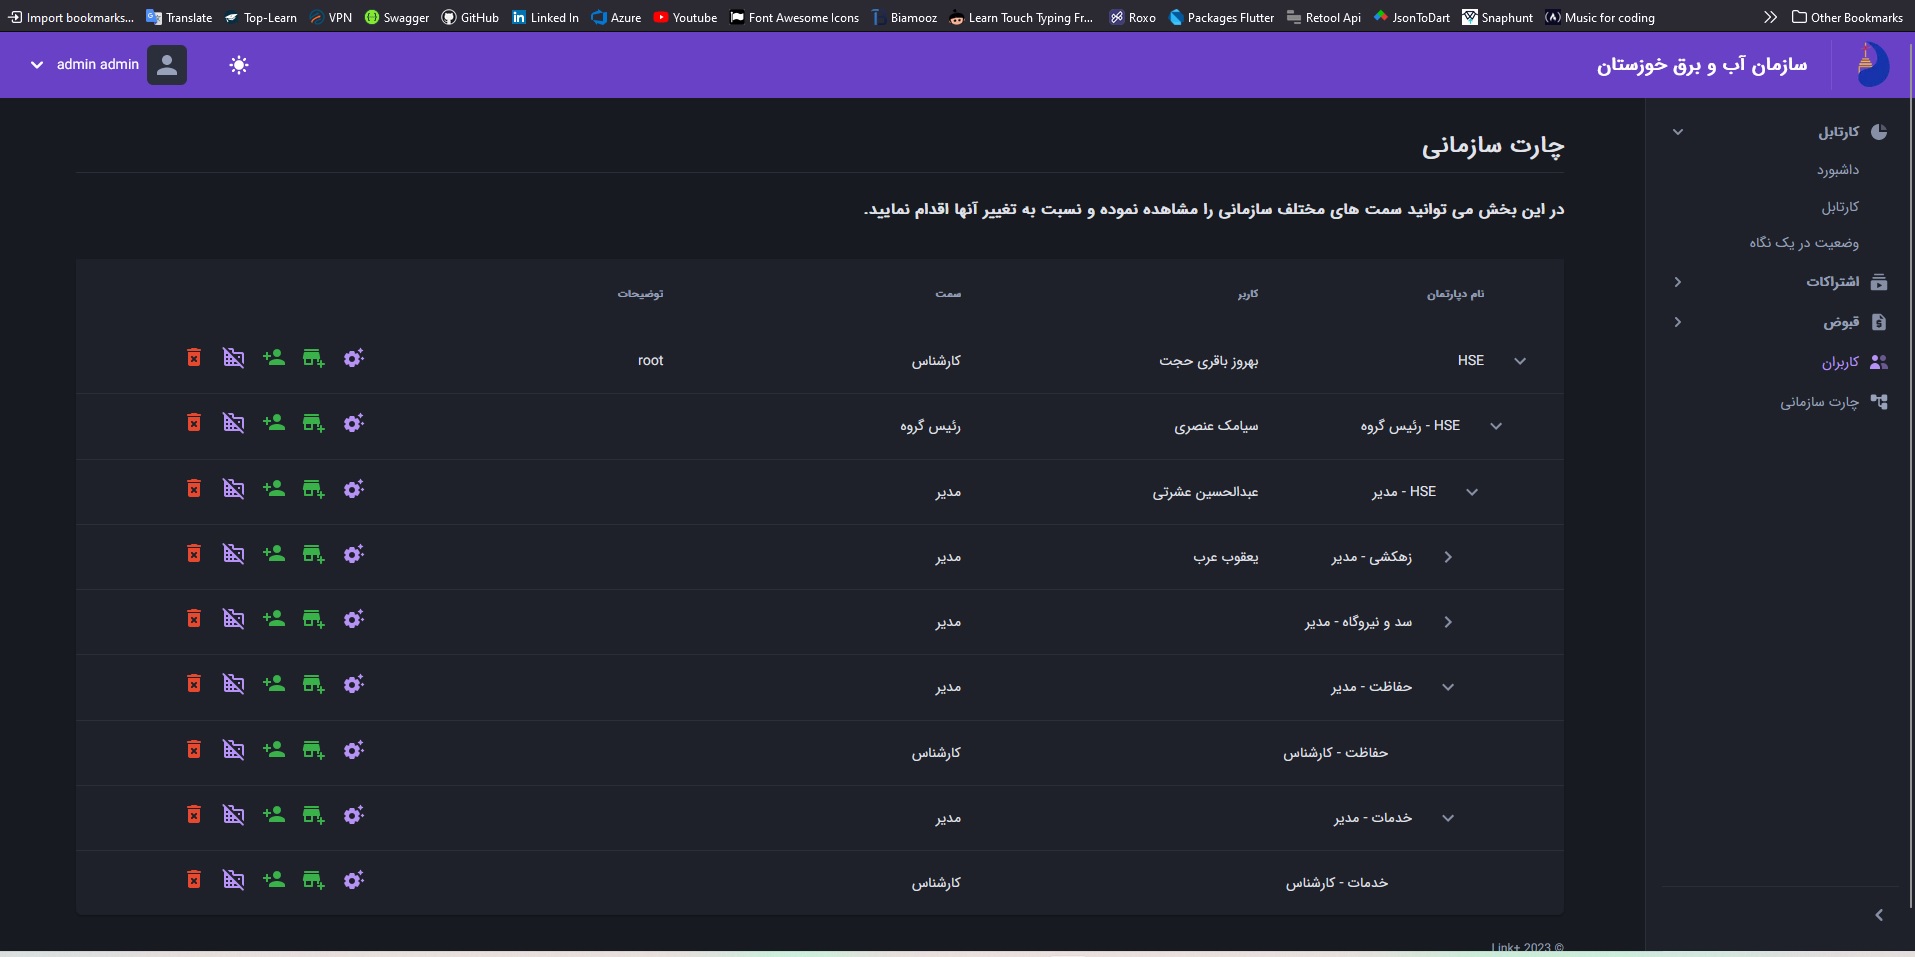 Import bookmarks... Translate Top-Learn VPN Swagger GitHub Linked In Azure Youtube Font Awesome Icons Biamooz Learn Touch Typing Fr... Roxo Packages Flutter Retool Api JsonToDart Snaphunt Music for coding Other Bookmarks
سازمان آب و برق خوزستان
admin admin
کارتابل
داشبورد
کارتابل
وضعیت در یک نگاه
اشتراکات
قبوض
کاربران
چارت سازمانی
چارت سازمانی
در این بخش می توانید سمت های مختلف سازمانی را مشاهده نموده و نسبت به تغییر آنها اقدام نمایید.
نام دپارتمان کاربر سمت توضیحات
HSE بهروز باقری حجت کارشناس root
HSE - رئیس گروه سیامک عنصری رئیس گروه
HSE - مدیر عبدالحسین عشرتی مدیر
زهکشی - مدیر یعقوب عرب مدیر
سد و نیروگاه - مدیر مدیر
حفاظت - مدیر مدیر
حفاظت - کارشناس کارشناس
خدمات - مدیر مدیر
خدمات - کارشناس کارشناس
Link+ 2023 ©